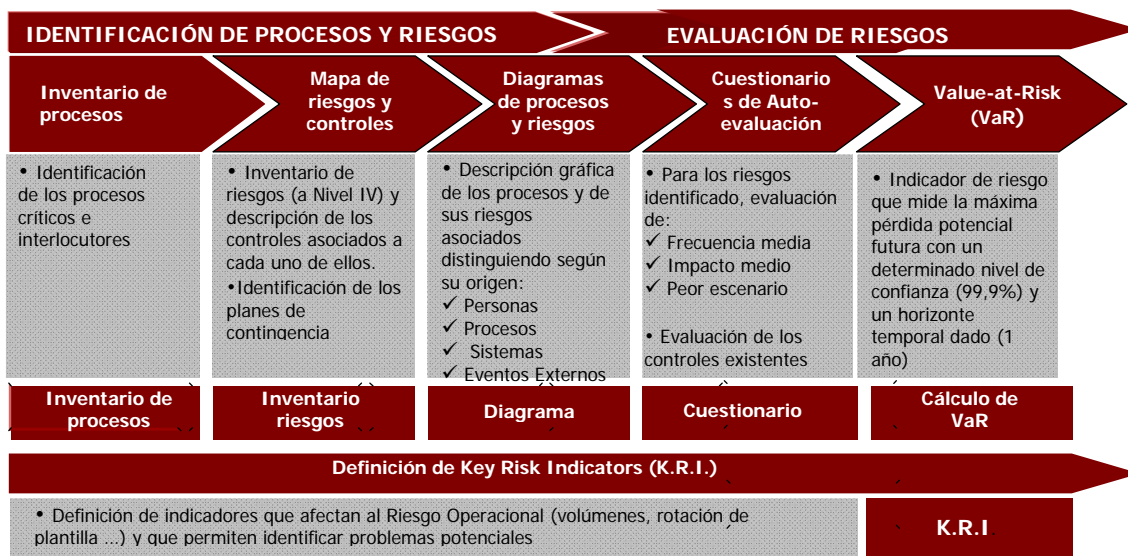 IDENTIFICACIÓN DE PROCESOS Y RIESGOS
EVALUACIÓN DE RIESGOS
Inventario de
procesos
Mapa de
riesgos y
controles
Diagramas
de procesos
y riesgos
Cuestionario
s de Auto-
evaluación
Value-at-Risk
(VaR)
• Identificación
de los procesos
críticos e
interlocutores
• Inventario de
riesgos (a Nivel IV) y
descripción de los
controles asociados a
cada uno de ellos.
•Identificación de los
planes de
contingencia
• Descripción gráfica
de los procesos y de
sus riesgos
asociados
distinguiendo según
su origen:
✓ Personas
✓ Procesos
✓ Sistemas
✓ Eventos Externos
• Para los riesgos
identificado, evaluación
de:
✓ Frecuencia media
✓ Impacto medio
✓ Peor escenario
• Evaluación de los
controles existentes
• Indicador de riesgo
que mide la máxima
pérdida potencial
futura con un
determinado nivel de
confianza (99,9%) y
un horizonte
temporal dado (1
año)
Inventario de
procesos
Inventario
riesgos
Diagrama
Cuestionario
Cálculo de
VaR
Definición de Key Risk Indicators (K.R.I.)
• Definición de indicadores que afectan al Riesgo Operacional (volúmenes, rotación de
plantilla ...) y que permiten identificar problemas potenciales
K.R.I